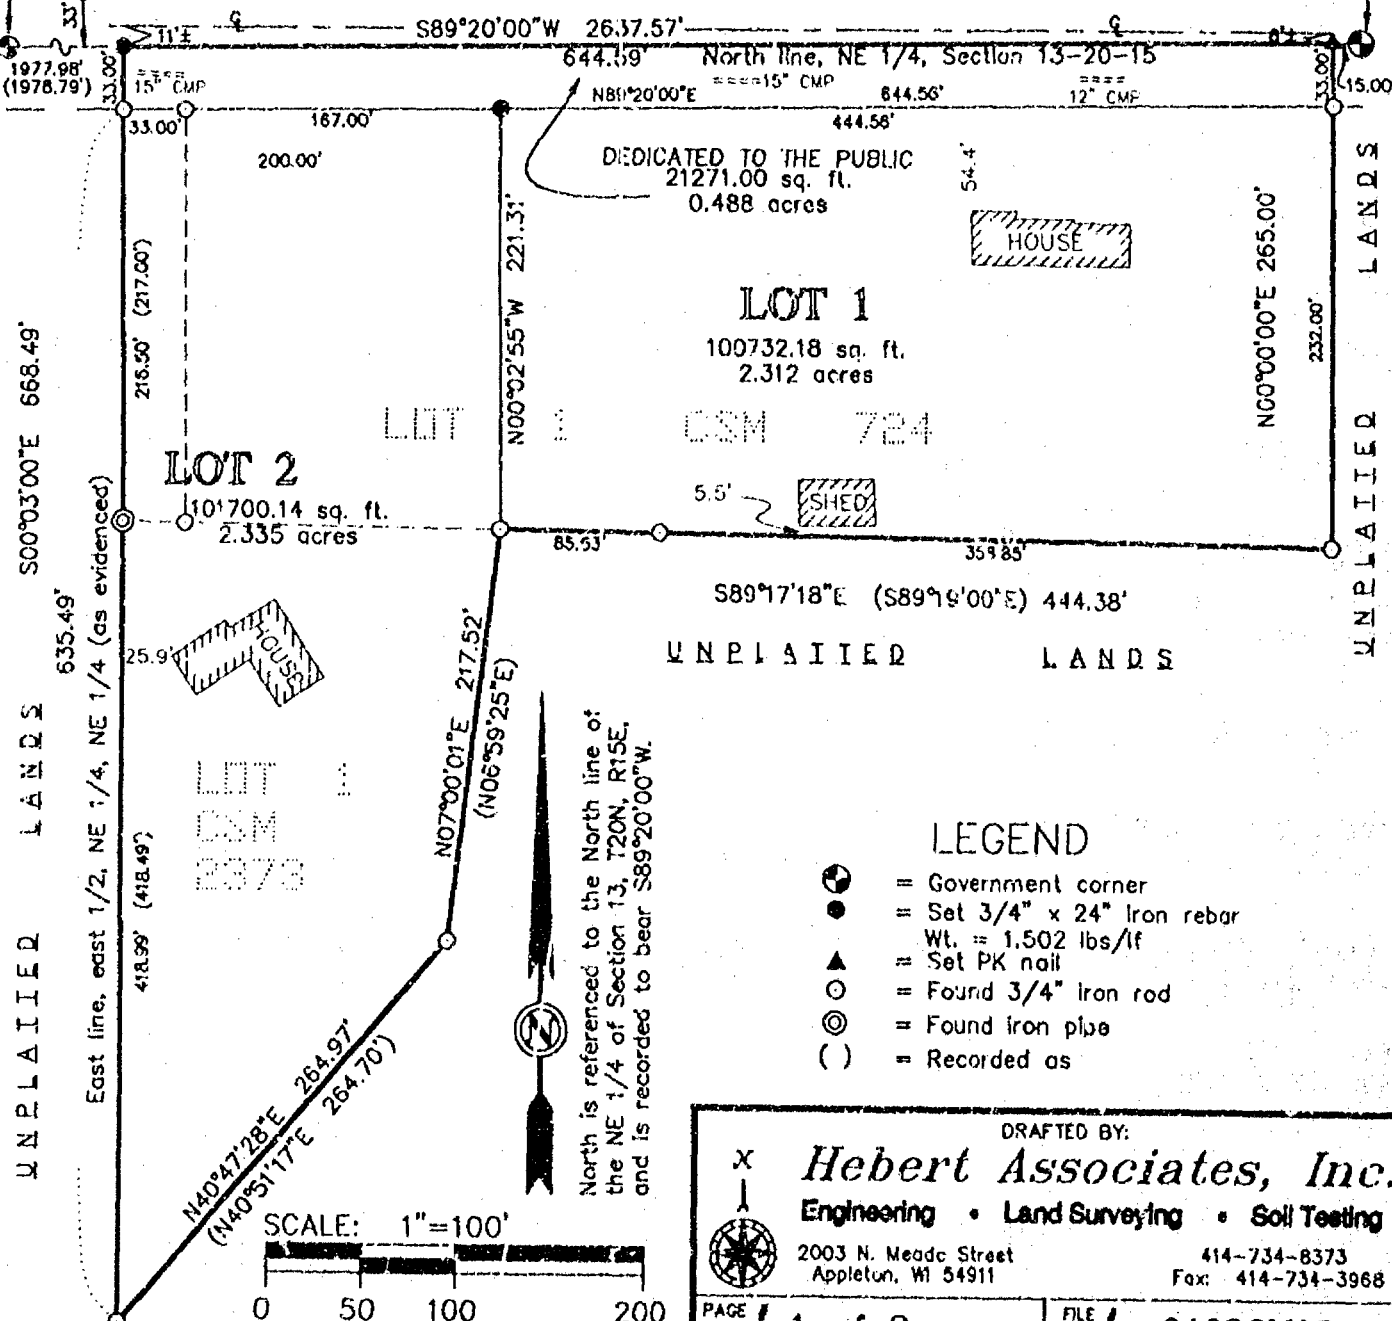 33'
S89°20'00"W 2637.57'
11'±
1977.98'
(1978.79')
33.00'
644.59' North line, NE 1/4, Section 13-20-15
15" CMP
15" CMP
12" CMP
33.00'
15.00
N89°20'00"E 644.56'
33.00'
167.00'
444.56'
200.00'
DEDICATED TO THE PUBLIC
21271.00 sq. ft.
0.488 acres
54.4'
HOUSE
LOT 1
100732.18 sq. ft.
2.312 acres
N00°02'55"W 221.31'
N00°00'00"E 265.00'
232.00'
UNPLATTED LANDS
216.50' (217.00')
S00°03'00"E 668.49'
LOT 1 CSM 724
LOT 2
101700.14 sq. ft.
2.335 acres
5.5'
SHED
85.53'
359.85'
S89°17'18"E (S89°19'00"E) 444.38'
UNPLATTED LANDS
635.49'
East line, east 1/2, NE 1/4, NE 1/4 (as evidenced)
25.9'
HOUSE
N07°00'01"E 217.52'
(N06°59'25"E)
LOT 1
CSM
2373
418.99' (418.49')
UNPLATTED LANDS
North is referenced to the North line of
the NE 1/4 of Section 13, T20N, R15E,
and is recorded to bear S89°20'00"W.
N
N40°47'28"E 264.97'
(N40°51'17"E 264.70')
LEGEND
= Government corner
= Set 3/4" x 24" iron rebar
Wt. = 1.502 lbs/lf
= Set PK nail
= Found 3/4" iron rod
= Found iron pipe
( ) = Recorded as
SCALE: 1"=100'
0 50 100 200
DRAFTED BY:
Hebert Associates, Inc.
Engineering • Land Surveying • Soil Testing
2003 N. Meade Street
Appleton, WI 54911
414-734-8373
Fax: 414-734-3968
PAGE #
FILE #